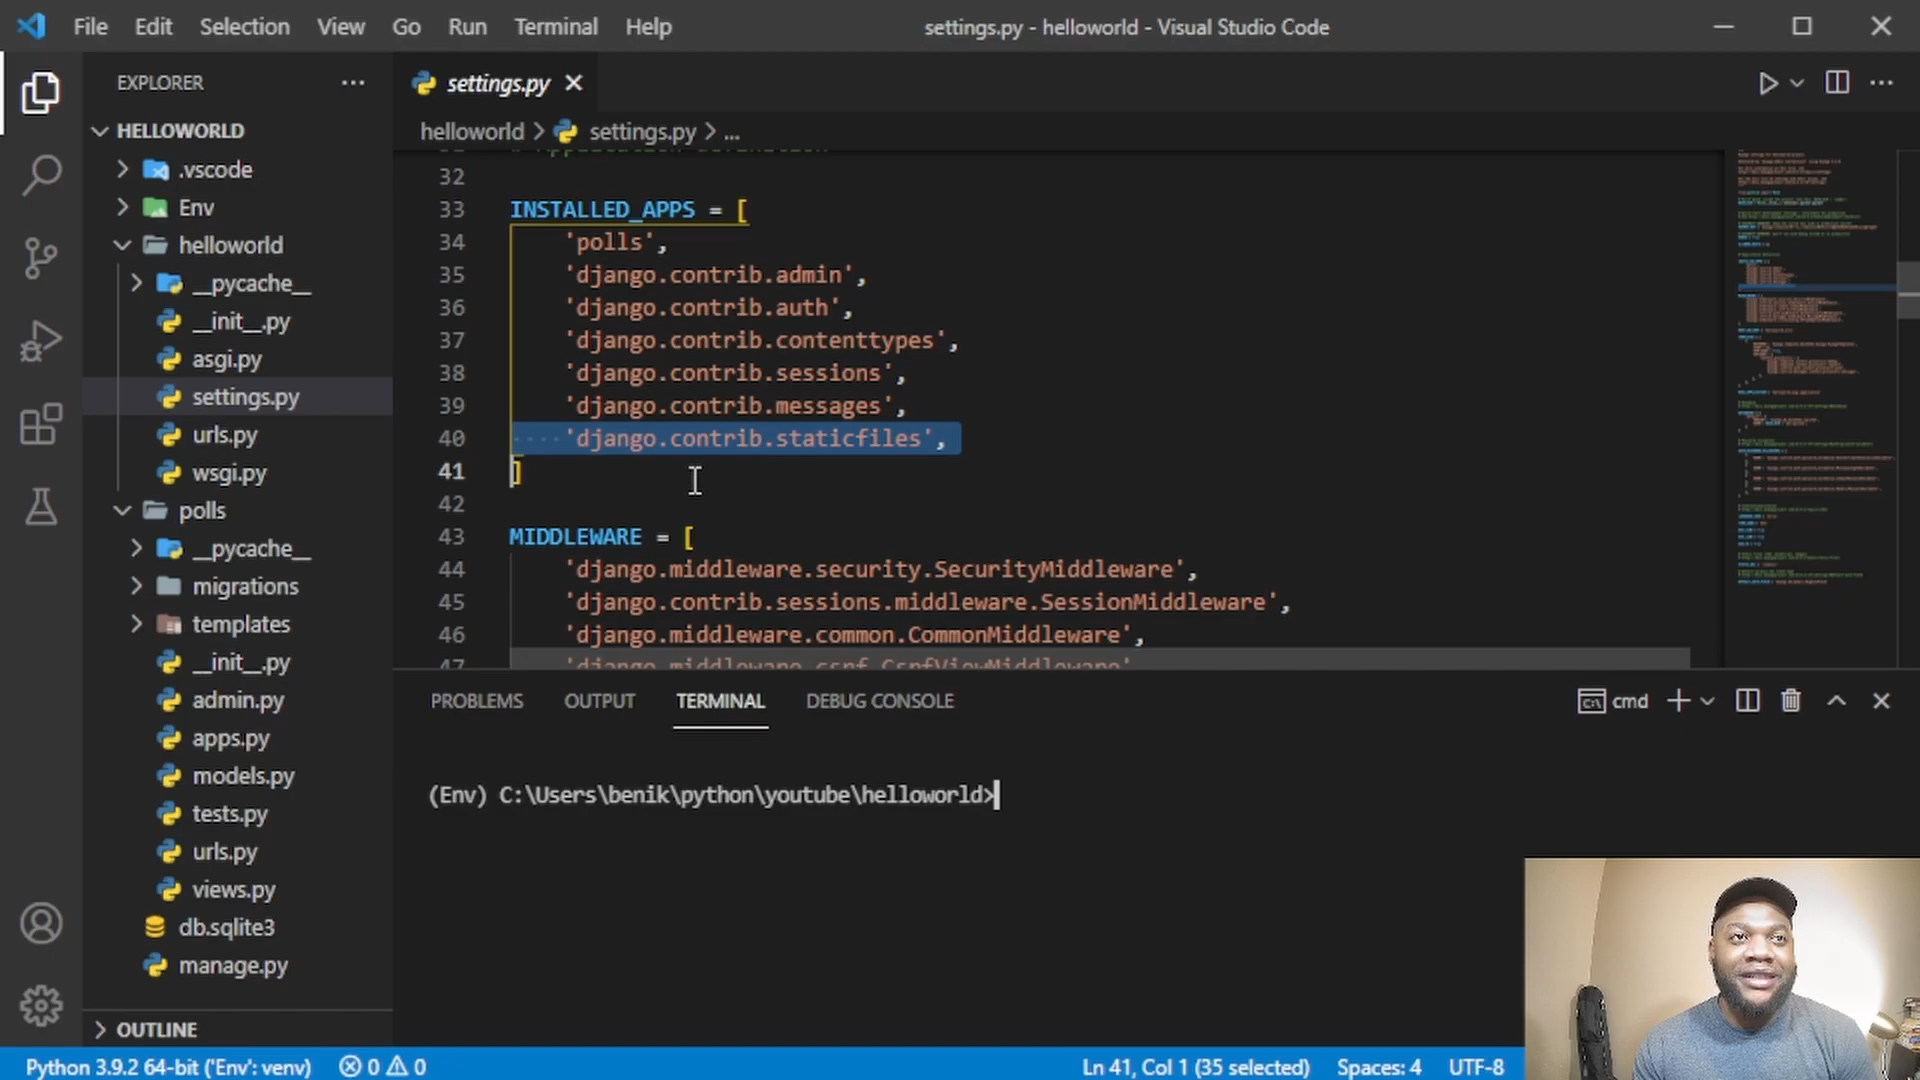 File Edit Selection View Go Run Terminal Help
settings.py - helloworld - Visual Studio Code
EXPLORER
HELLOWORLD
.vscode
Env
helloworld
__pycache__
__init__.py
asgi.py
settings.py
urls.py
wsgi.py
polls
__pycache__
migrations
templates
__init__.py
admin.py
apps.py
models.py
tests.py
urls.py
views.py
db.sqlite3
manage.py
OUTLINE
settings.py
helloworld > settings.py > ...
32
33 INSTALLED_APPS = [
34 'polls',
35 'django.contrib.admin',
36 'django.contrib.auth',
37 'django.contrib.contenttypes',
38 'django.contrib.sessions',
39 'django.contrib.messages',
40 'django.contrib.staticfiles',
41 ]
42
43 MIDDLEWARE = [
44 'django.middleware.security.SecurityMiddleware',
45 'django.contrib.sessions.middleware.SessionMiddleware',
46 'django.middleware.common.CommonMiddleware',
47 'django.middleware.csrf.CsrfViewMiddleware'
PROBLEMS OUTPUT TERMINAL DEBUG CONSOLE
cmd
(Env) C:\Users\benik\python\youtube\helloworld>
Python 3.9.2 64-bit ('Env': venv) 0 0 Ln 41, Col 1 (35 selected) Spaces: 4 UTF-8